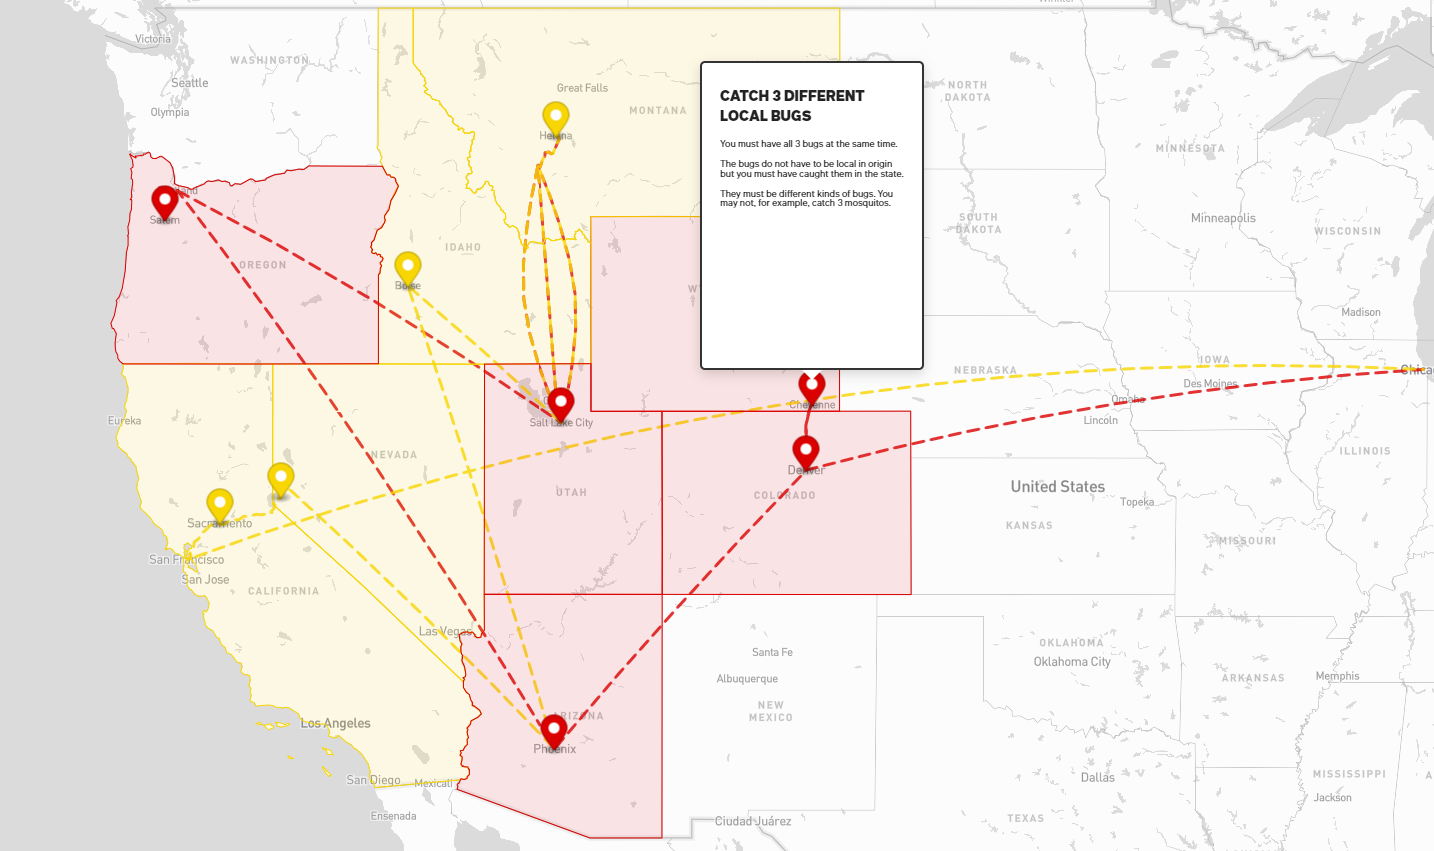 Winkler
Victoria
WASHINGTON
Seattle
Olympia
Great Falls
MONTANA
Helena
NORTH
DAKOTA
MINNESOTA
CATCH 3 DIFFERENT
LOCAL BUGS
You must have all 3 bugs at the same time.
The bugs do not have to be local in origin
but you must have caught them in the state.
They must be different kinds of bugs. You
may not, for example, catch 3 mosquitos.
Salem
OREGON
IDAHO
Boise
SOUTH
DAKOTA
Minneapolis
WISCONSIN
Madison
IOWA
NEBRASKA
Des Moines
Omaha
Lincoln
Cheyenne
Eureka
Salt Lake City
NEVADA
Denver
ILLINOIS
UTAH
COLORADO
United States
Topeka
KANSAS
MISSOURI
Sacramento
San Francisco
San Jose
CALIFORNIA
Las Vegas
Santa Fe
Albuquerque
NEW
MEXICO
OKLAHOMA
Oklahoma City
ARKANSAS
Memphis
Los Angeles
ARIZONA
Phoenix
San Diego
Mexicali
Ensenada
Dallas
MISSISSIPPI
Jackson
TEXAS
Ciudad Juárez